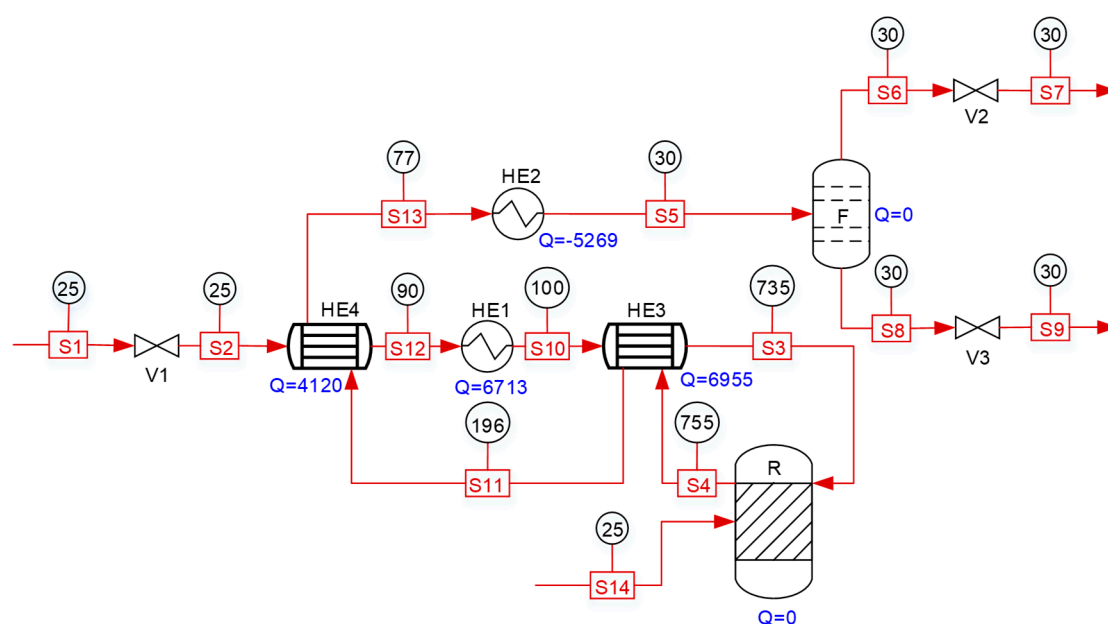 30
30
S6
S7
V2
77
30
HE2
S13
S5
F
Q=0
Q=-5269
25
25
90
100
735
30
30
HE4
HE1
HE3
S1
S2
S12
S10
S3
S8
S9
V1
V3
Q=4120
Q=6713
Q=6955
196
755
S11
S4
R
25
S14
Q=0